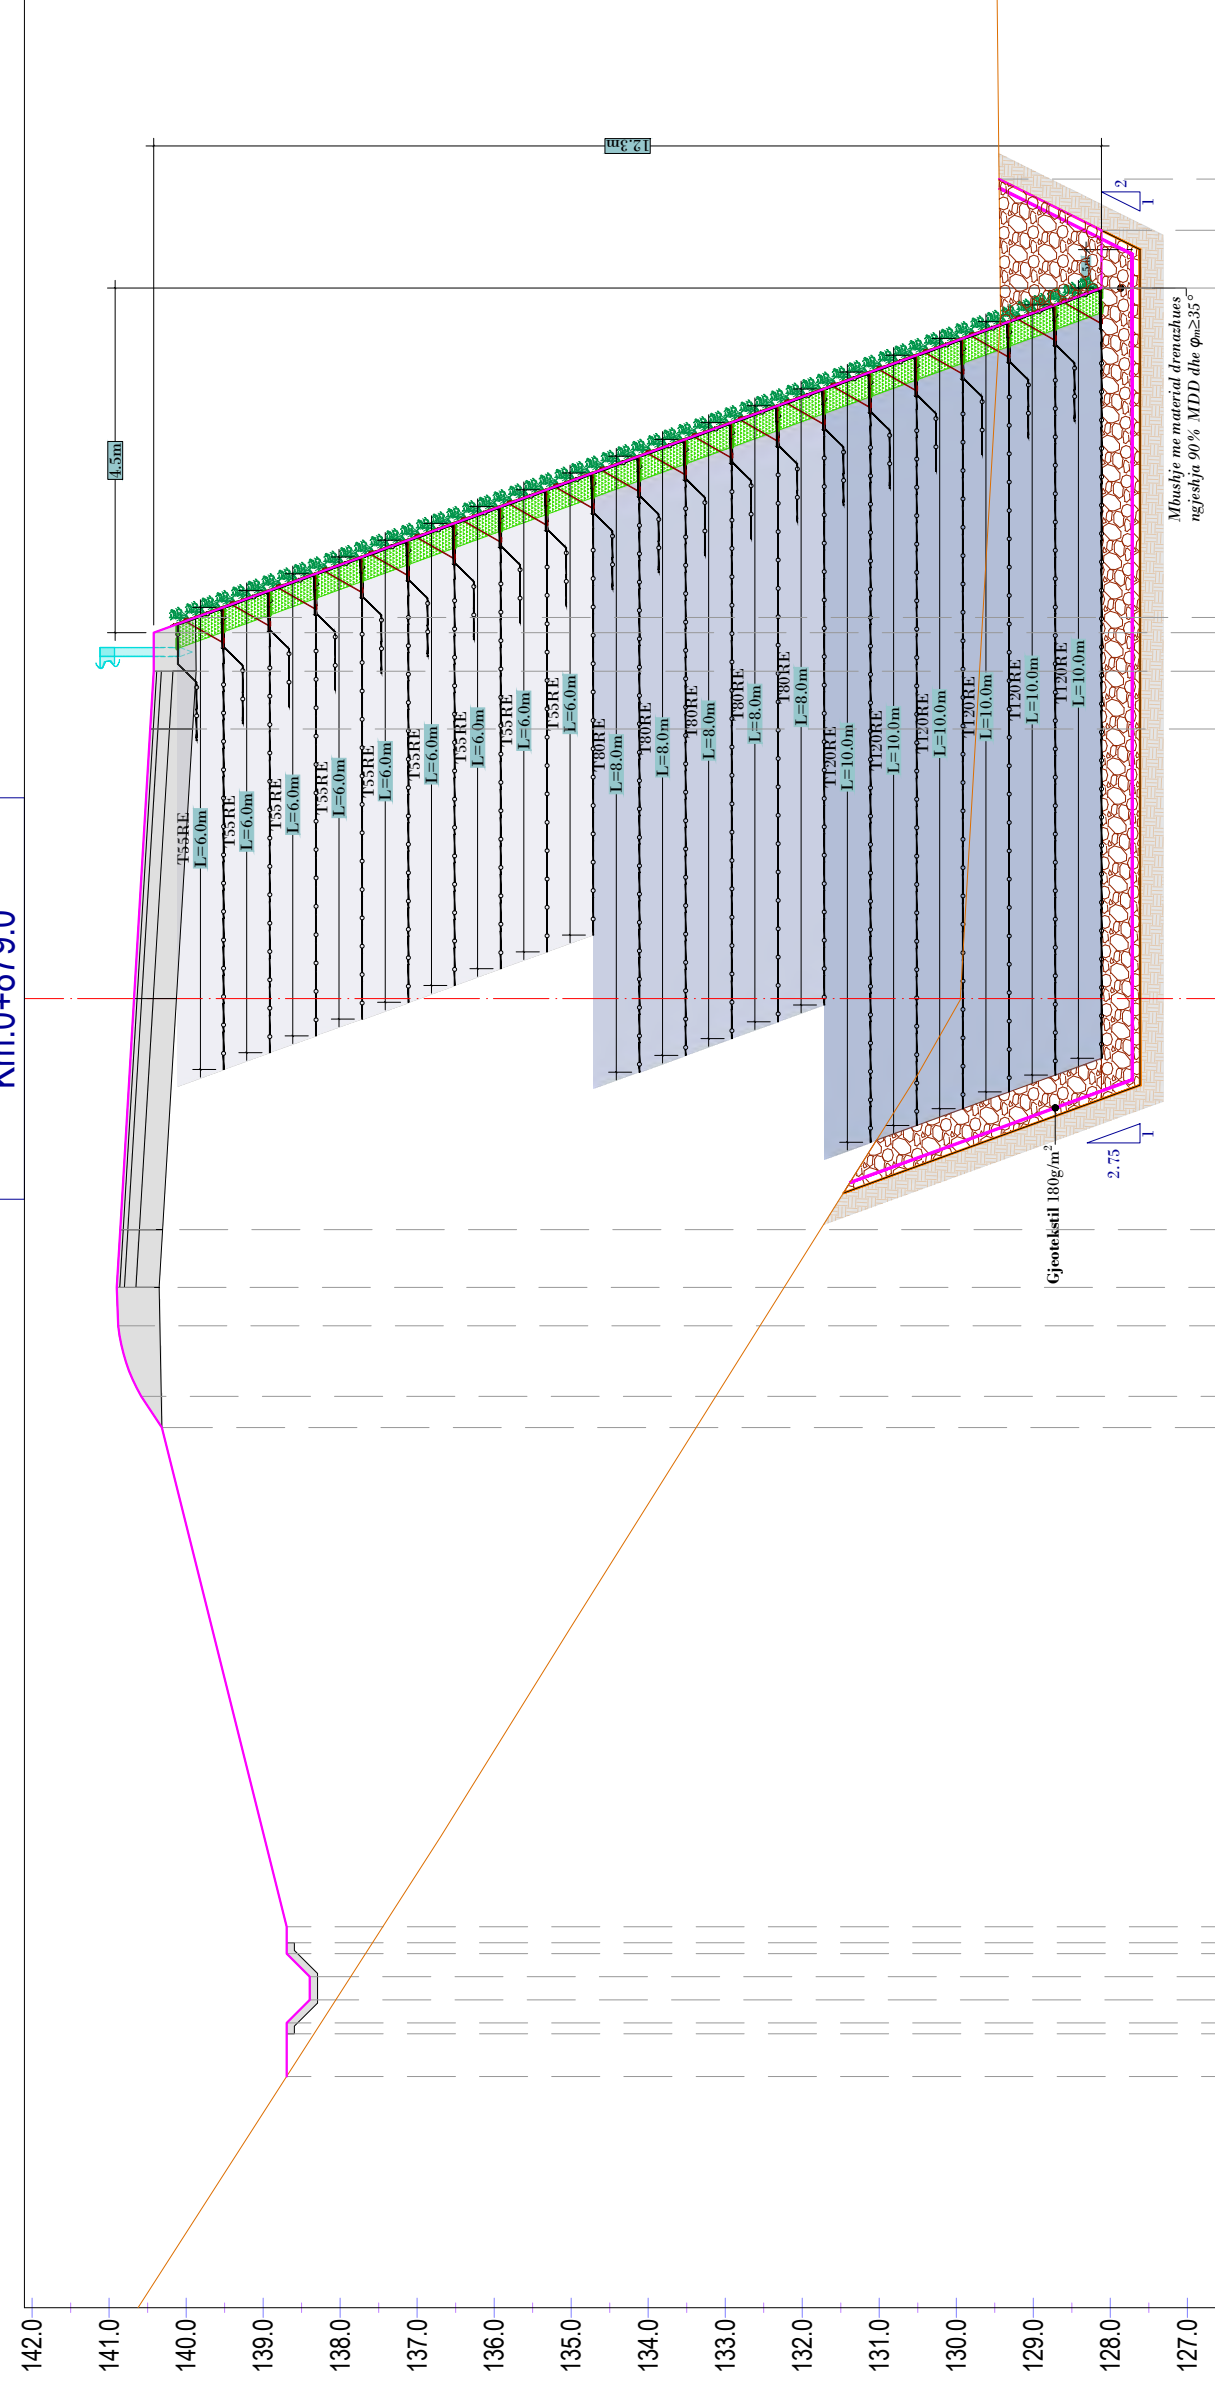 142.0
141.0
140.0
139.0
138.0
137.0
136.0
135.0
134.0
133.0
132.0
131.0
130.0
129.0
128.0
127.0
4.5m
12.3m
T55RE
L=6.0m
T55RE
L=6.0m
T55RE
L=6.0m
T55RE
L=6.0m
T55RE
L=6.0m
T55RE
L=6.0m
T55RE
L=6.0m
T55RE
L=6.0m
T55RE
L=6.0m
T80RE
L=8.0m
T80RE
L=8.0m
T80RE
L=8.0m
T80RE
L=8.0m
T80RE
L=8.0m
T120RE
L=10.0m
T120RE
L=10.0m
T120RE
L=10.0m
T120RE
L=10.0m
T120RE
L=10.0m
T120RE
L=10.0m
Gjeotekstil 180g/m²
2.75
1
2
1
Mbushje me material drenazhues
ngjeshja 90% MDD dhe φm≥35°